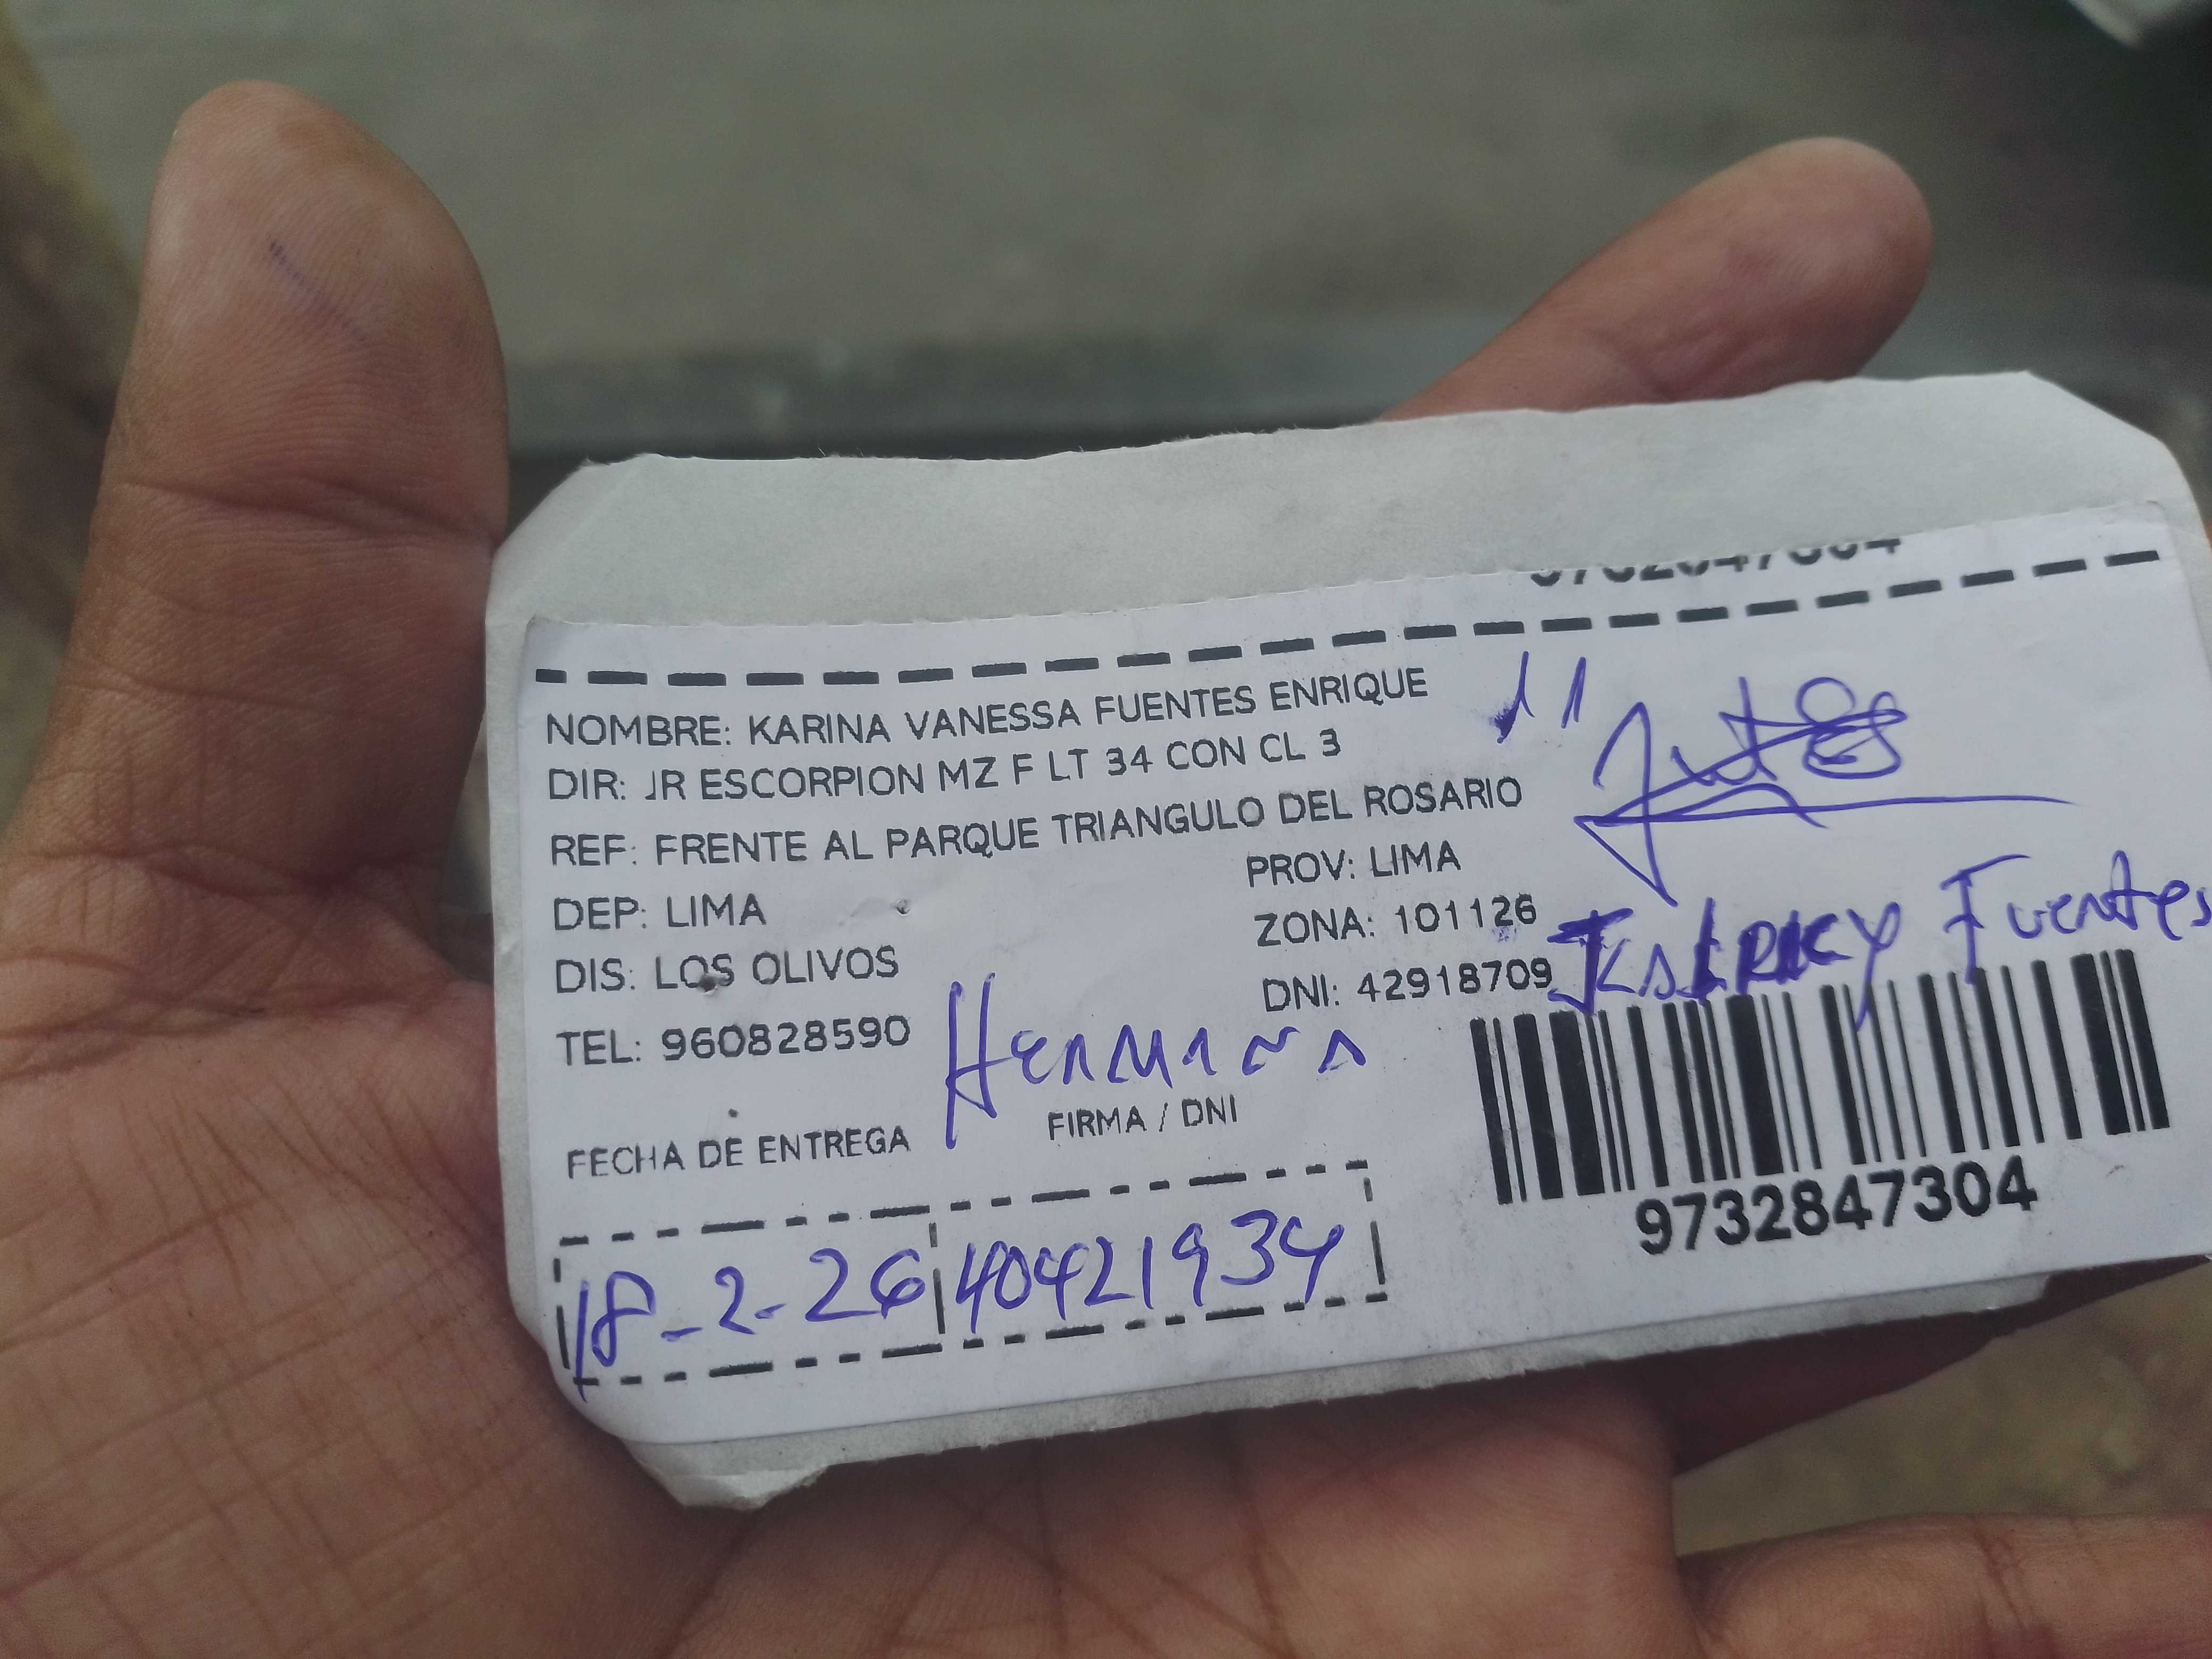 NOMBRE: KARINA VANESSA FUENTES ENRIQUE
DIR: JR ESCORPION MZ F LT 34 CON CL 3
REF: FRENTE AL PARQUE TRIANGULO DEL ROSARIO
DEP: LIMA PROV: LIMA
DIS: LOS OLIVOS ZONA: 101126
TEL: 960828590 DNI: 42918709
Fuentes
Hermana
FECHA DE ENTREGA FIRMA / DNI
18-2-26 40421934
9732847304